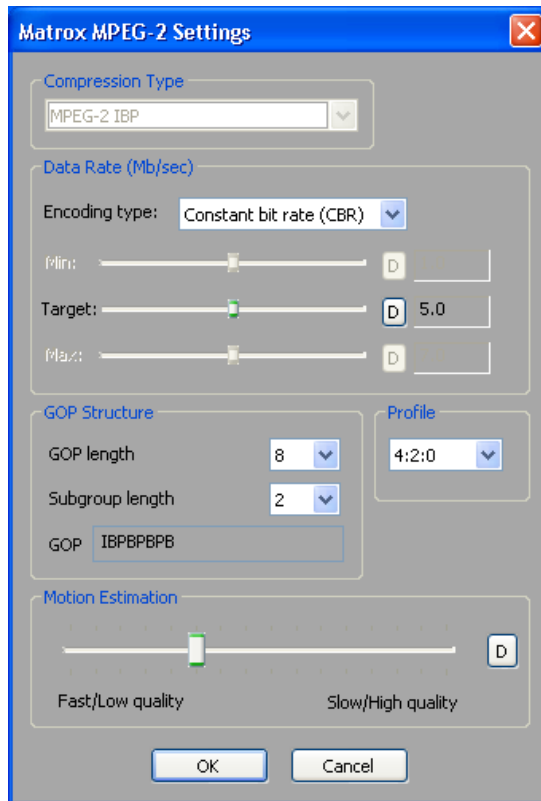 Matrox MPEG-2 Settings
Compression Type
MPEG-2 IBP
Data Rate (Mb/sec)
Encoding type: Constant bit rate (CBR)
Min: D
Target: D 5.0
Max: D
GOP Structure
GOP length 8
Subgroup length 2
GOP IBPBPBPB
Profile
4:2:0
Motion Estimation
D
Fast/Low quality Slow/High quality
OK Cancel